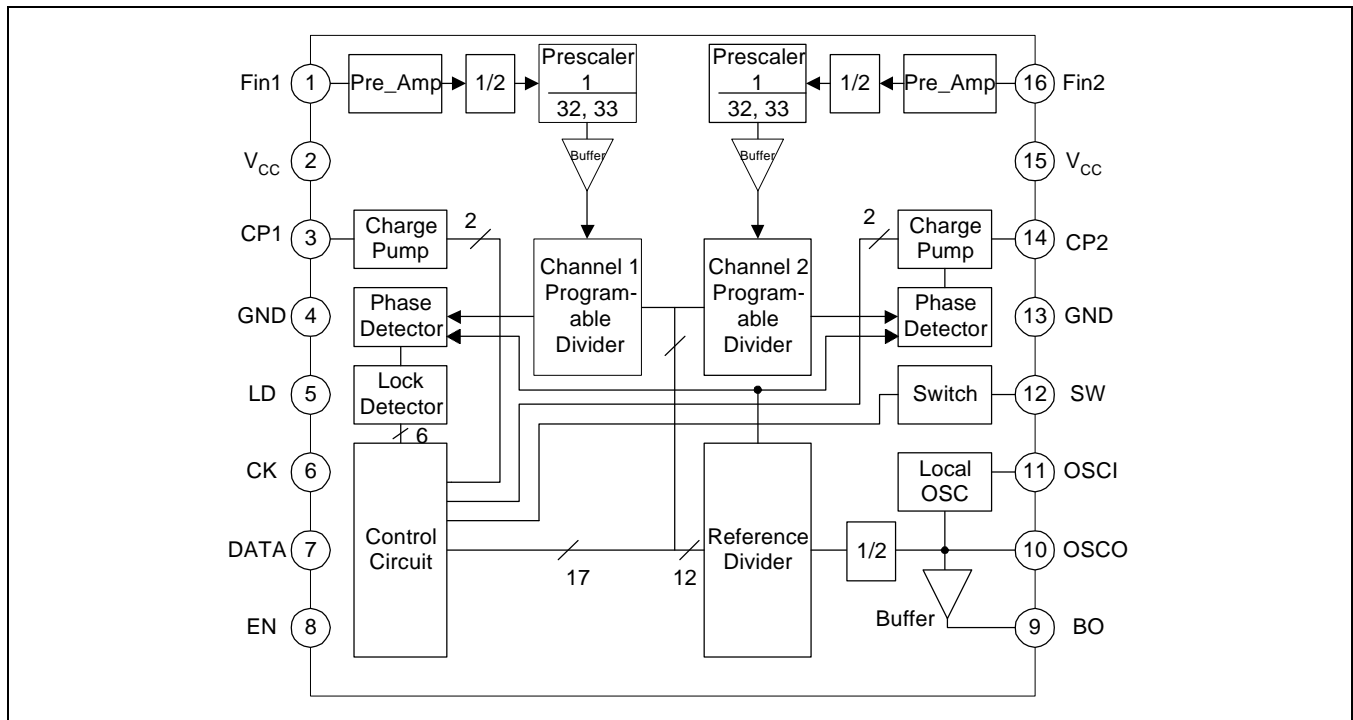 Fin1
1
Pre_Amp
1/2
Prescaler
1
32, 33
Prescaler
1
32, 33
1/2
Pre_Amp
16
Fin2
VCC
2
Buffer
Buffer
15
VCC
CP1
3
Charge
Pump
2
Channel 1
Program-
able
Divider
Channel 2
Program-
able
Divider
2
Charge
Pump
14
CP2
GND
4
Phase
Detector
Phase
Detector
13
GND
LD
5
Lock
Detector
6
Switch
12
SW
CK
6
Local
OSC
11
OSCI
DATA
7
Control
Circuit
17
12
Reference
Divider
1/2
10
OSCO
EN
8
Buffer
9
BO